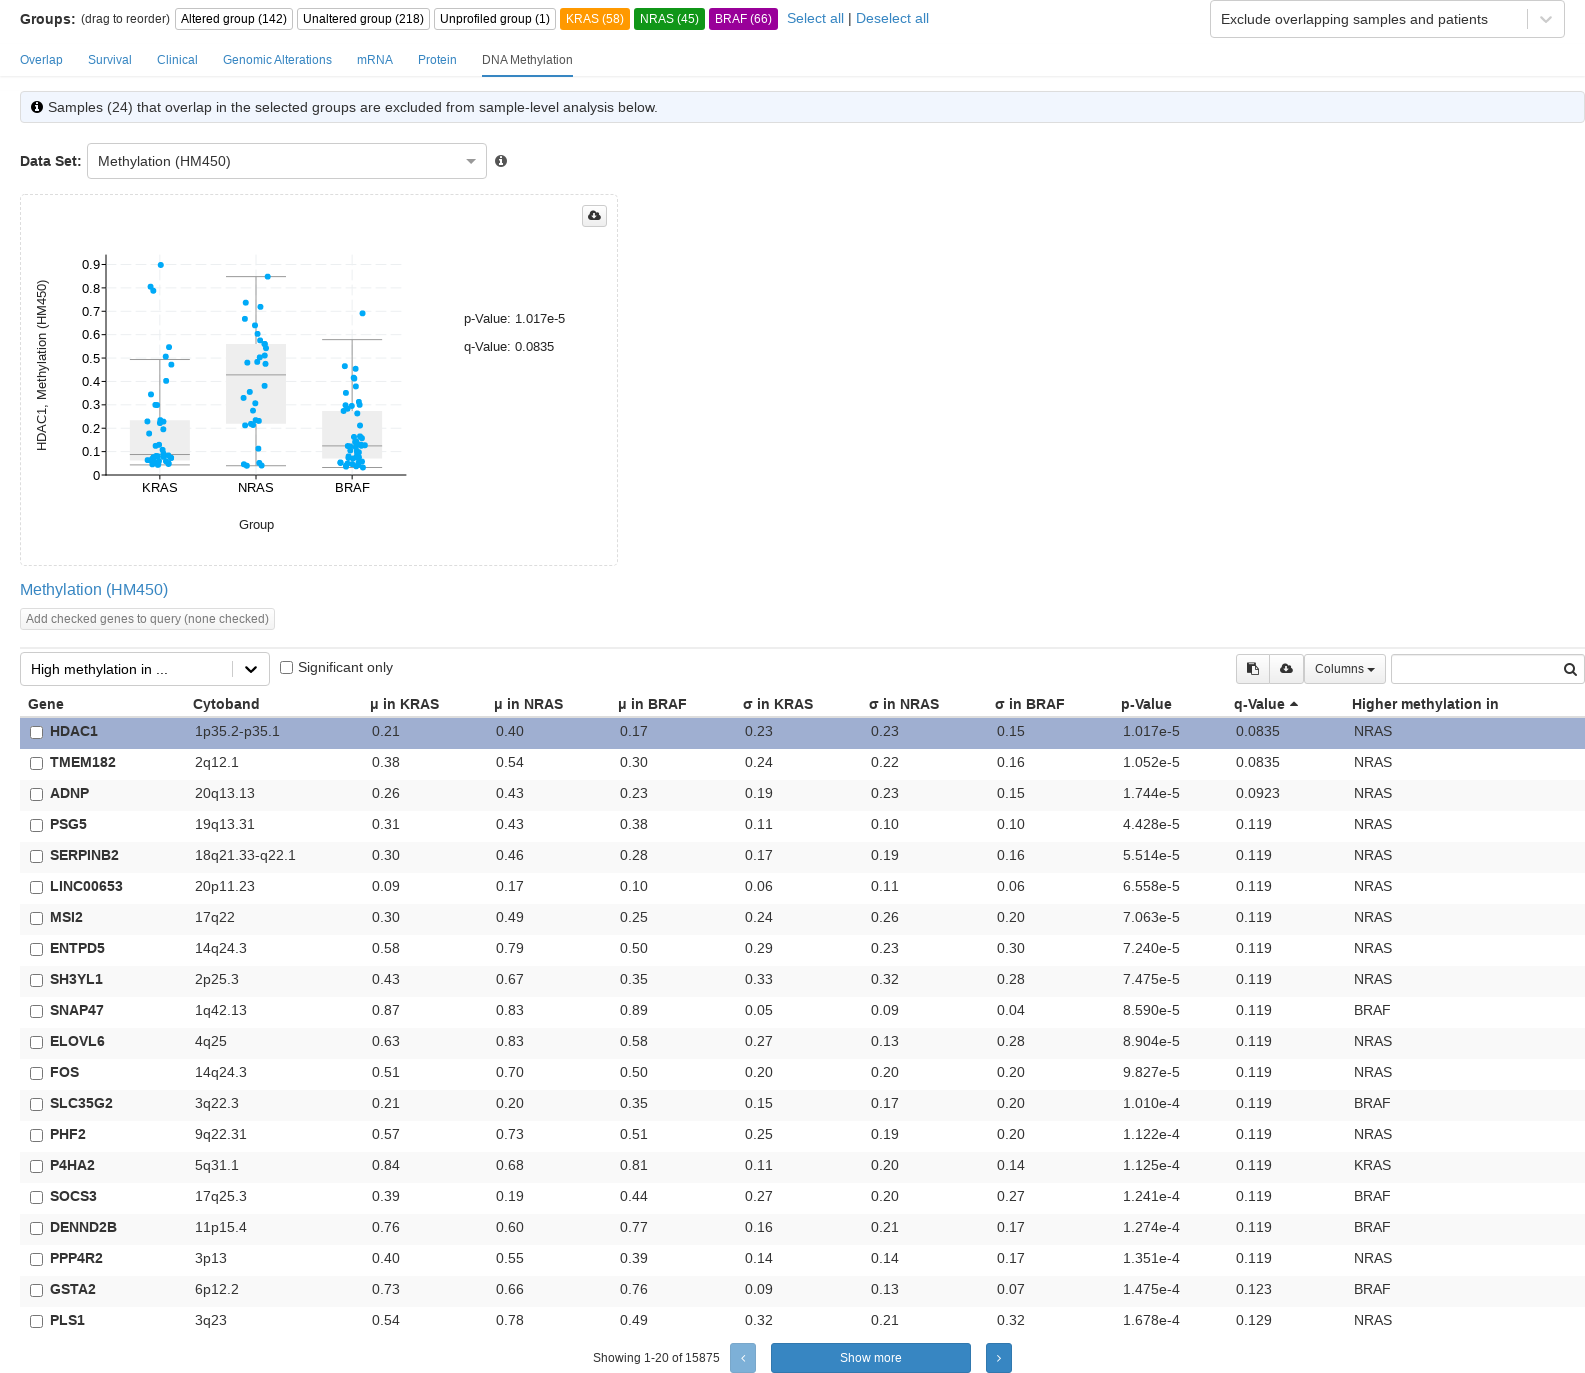 Groups: (drag to reorder) Altered group (142) Unaltered group (218) Unprofiled group (1) KRAS (58) NRAS (45) BRAF (66) Select all | Deselect all Exclude overlapping samples and patients
Overlap Survival Clinical Genomic Alterations mRNA Protein DNA Methylation
Samples (24) that overlap in the selected groups are excluded from sample-level analysis below.
Data Set: Methylation (HM450)
HDAC1, Methylation (HM450)
0.9
0.8
0.7
0.6
0.5
0.4
0.3
0.2
0.1
0
KRAS NRAS BRAF
Group
p-Value: 1.017e-5
q-Value: 0.0835
Methylation (HM450)
Add checked genes to query (none checked)
High methylation in ... Significant only Columns
Gene Cytoband μ in KRAS μ in NRAS μ in BRAF σ in KRAS σ in NRAS σ in BRAF p-Value q-Value Higher methylation in
HDAC1 1p35.2-p35.1 0.21 0.40 0.17 0.23 0.23 0.15 1.017e-5 0.0835 NRAS
TMEM182 2q12.1 0.38 0.54 0.30 0.24 0.22 0.16 1.052e-5 0.0835 NRAS
ADNP 20q13.13 0.26 0.43 0.23 0.19 0.23 0.15 1.744e-5 0.0923 NRAS
PSG5 19q13.31 0.31 0.43 0.38 0.11 0.10 0.10 4.428e-5 0.119 NRAS
SERPINB2 18q21.33-q22.1 0.30 0.46 0.28 0.17 0.19 0.16 5.514e-5 0.119 NRAS
LINC00653 20p11.23 0.09 0.17 0.10 0.06 0.11 0.06 6.558e-5 0.119 NRAS
MSI2 17q22 0.30 0.49 0.25 0.24 0.26 0.20 7.063e-5 0.119 NRAS
ENTPD5 14q24.3 0.58 0.79 0.50 0.29 0.23 0.30 7.240e-5 0.119 NRAS
SH3YL1 2p25.3 0.43 0.67 0.35 0.33 0.32 0.28 7.475e-5 0.119 NRAS
SNAP47 1q42.13 0.87 0.83 0.89 0.05 0.09 0.04 8.590e-5 0.119 BRAF
ELOVL6 4q25 0.63 0.83 0.58 0.27 0.13 0.28 8.904e-5 0.119 NRAS
FOS 14q24.3 0.51 0.70 0.50 0.20 0.20 0.20 9.827e-5 0.119 NRAS
SLC35G2 3q22.3 0.21 0.20 0.35 0.15 0.17 0.20 1.010e-4 0.119 BRAF
PHF2 9q22.31 0.57 0.73 0.51 0.25 0.19 0.20 1.122e-4 0.119 NRAS
P4HA2 5q31.1 0.84 0.68 0.81 0.11 0.20 0.14 1.125e-4 0.119 KRAS
SOCS3 17q25.3 0.39 0.19 0.44 0.27 0.20 0.27 1.241e-4 0.119 BRAF
DENND2B 11p15.4 0.76 0.60 0.77 0.16 0.21 0.17 1.274e-4 0.119 BRAF
PPP4R2 3p13 0.40 0.55 0.39 0.14 0.14 0.17 1.351e-4 0.119 NRAS
GSTA2 6p12.2 0.73 0.66 0.76 0.09 0.13 0.07 1.475e-4 0.123 BRAF
PLS1 3q23 0.54 0.78 0.49 0.32 0.21 0.32 1.678e-4 0.129 NRAS
Showing 1-20 of 15875 Show more